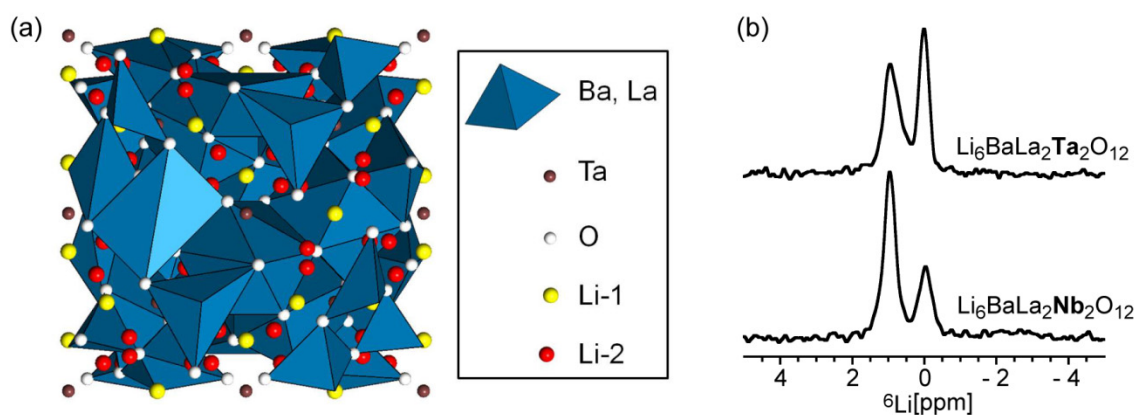 (a)
Ba, La
Ta
O
Li-1
Li-2
(b)
Li₆BaLa₂Ta₂O₁₂
Li₆BaLa₂Nb₂O₁₂
4 2 0 - 2 - 4
⁶Li[ppm]